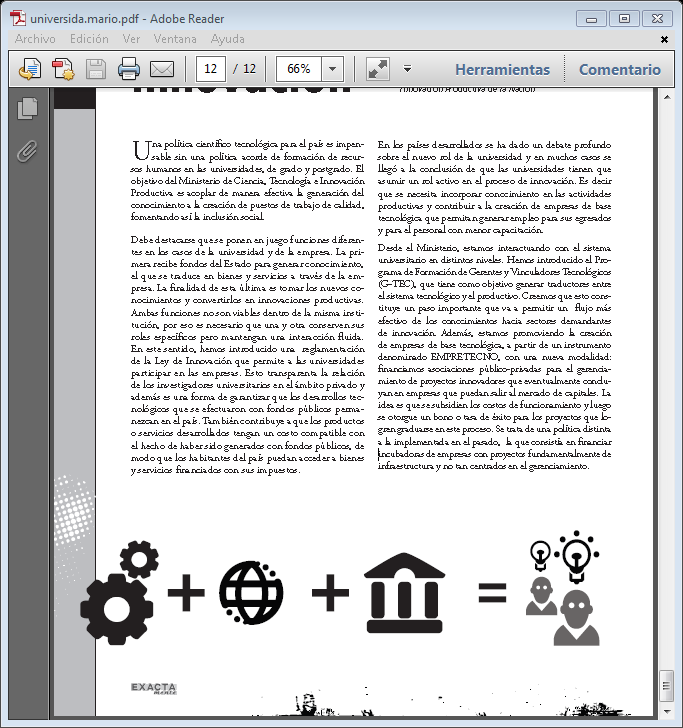 universida.mario.pdf - Adobe Reader
Archivo Edición Ver Ventana Ayuda
12 / 12 66% Herramientas Comentario
Innovación
Innovación Productiva de la Nación
Una política científico tecnológica para el país es impen-
sable sin una política acorde de formación de recur-
sos humanos en las universidades, de grado y postgrado. El
objetivo del Ministerio de Ciencia, Tecnología e Innovación
Productiva es acoplar de manera efectiva la generación del
conocimiento a la creación de puestos de trabajo de calidad,
fomentando así la inclusión social.
Debe destacarse que se ponen en juego funciones diferen-
tes en los casos de la universidad y de la empresa. La pri-
mera recibe fondos del Estado para generar conocimiento,
el que se traduce en bienes y servicios a través de la em-
presa. La finalidad de esta última es tomar los nuevos co-
nocimientos y convertirlos en innovaciones productivas.
Ambas funciones no son viables dentro de la misma insti-
tución, por eso es necesario que una y otra conserven sus
roles específicos pero mantengan una interacción fluida.
En este sentido, hemos introducido una reglamentación
de la Ley de Innovación que permite a las universidades
participar en las empresas. Esto transparenta la relación
de los investigadores universitarios en el ámbito privado y
además es una forma de garantizar que los desarrollos tec-
nológicos que se efectuaron con fondos públicos perma-
nezcan en el país. También contribuye a que los productos
o servicios desarrollados tengan un costo compatible con
el hecho de haber sido generados con fondos públicos, de
modo que los habitantes del país puedan acceder a bienes
y servicios financiados con sus impuestos.
En los países desarrollados se ha dado un debate profundo
sobre el nuevo rol de la universidad y en muchos casos se
llegó a la conclusión de que las universidades tienen que
asumir un rol activo en el proceso de innovación. Es decir
que se necesita incorporar conocimiento en las actividades
productivas y contribuir a la creación de empresas de base
tecnológica que permitan generar empleo para sus egresados
y para el personal con menor capacitación.
Desde el Ministerio, estamos interactuando con el sistema
universitario en distintos niveles. Hemos introducido el Pro-
grama de Formación de Gerentes y Vinculadores Tecnológicos
(G-TEC), que tiene como objetivo generar traductores entre
el sistema tecnológico y el productivo. Creemos que esto cons-
tituye un paso importante que va a permitir un flujo más
efectivo de los conocimientos hacia sectores demandantes
de innovación. Además, estamos promoviendo la creación
de empresas de base tecnológica, a partir de un instrumento
denominado EMPRETECNO, con una nueva modalidad:
financiamos asociaciones público-privadas para el gerencia-
miento de proyectos innovadores que eventualmente conclu-
yan en empresas que puedan salir al mercado de capitales. La
idea es que se subsidien los costos de funcionamiento y luego
se otorgue un bono o tasa de éxito para los proyectos que lo-
gren graduarse en este proceso. Se trata de una política distinta
a la implementada en el pasado, la que consistía en financiar
incubadoras de empresas con proyectos fundamentalmente de
infraestructura y no tan centrados en el gerenciamiento.
EXACTA
mente